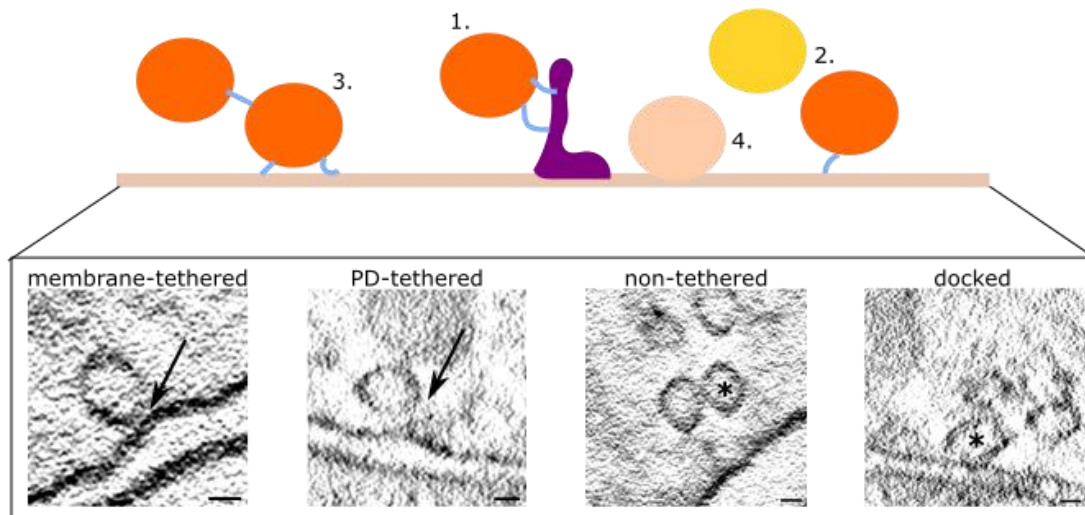 1.
2.
3.
4.
membrane-tethered
PD-tethered
non-tethered
docked
*
*